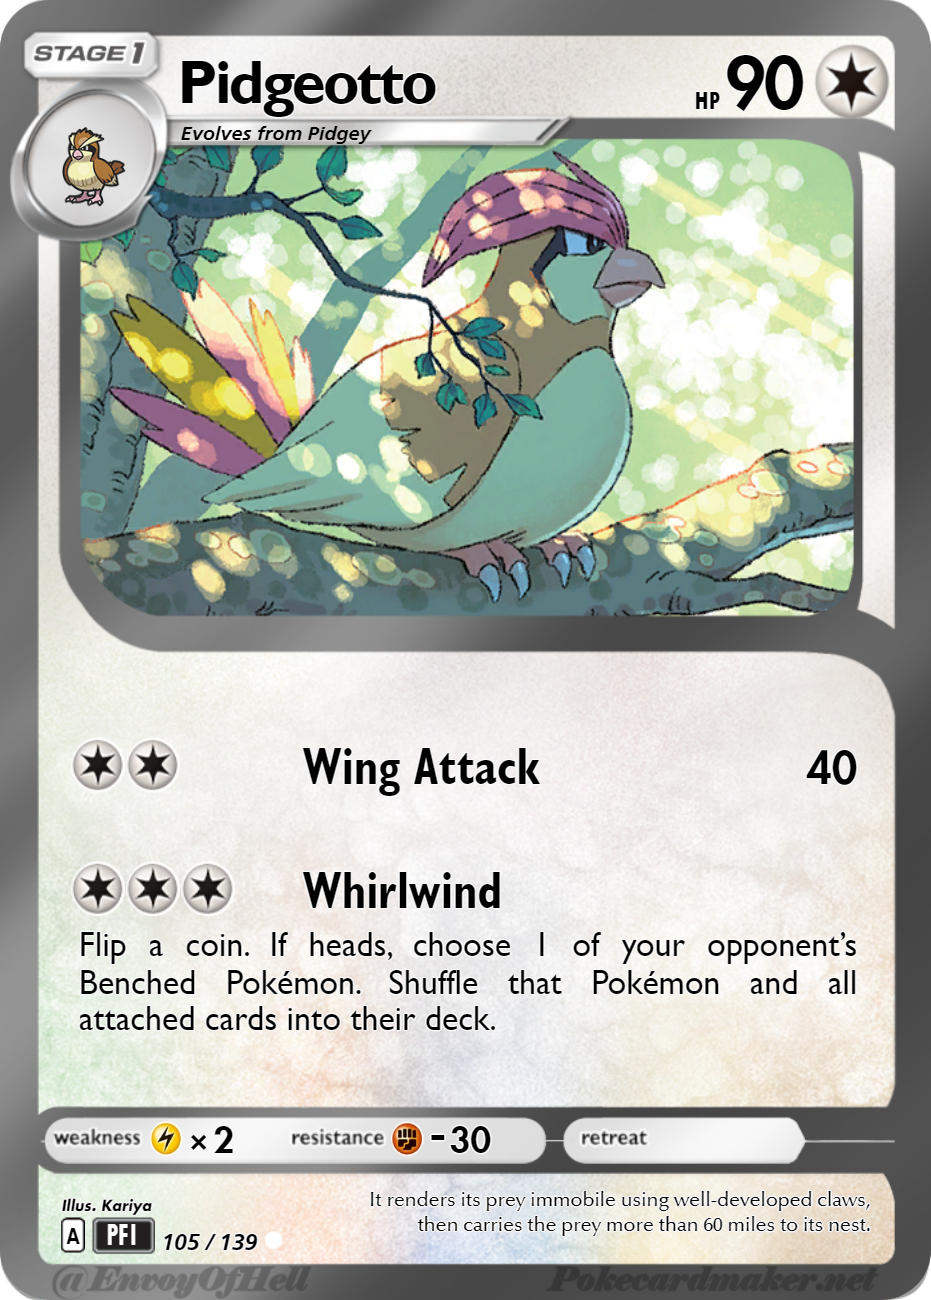 STAGE 1
Pidgeotto
HP 90
Evolves from Pidgey
Wing Attack 40
Whirlwind
Flip a coin. If heads, choose 1 of your opponent's
Benched Pokémon. Shuffle that Pokémon and all
attached cards into their deck.
weakness ×2 resistance -30 retreat
Illus. Kariya
It renders its prey immobile using well-developed claws,
then carries the prey more than 60 miles to its nest.
A PFI 105 / 139
@EnvoyOfHell Pokecardmaker.net